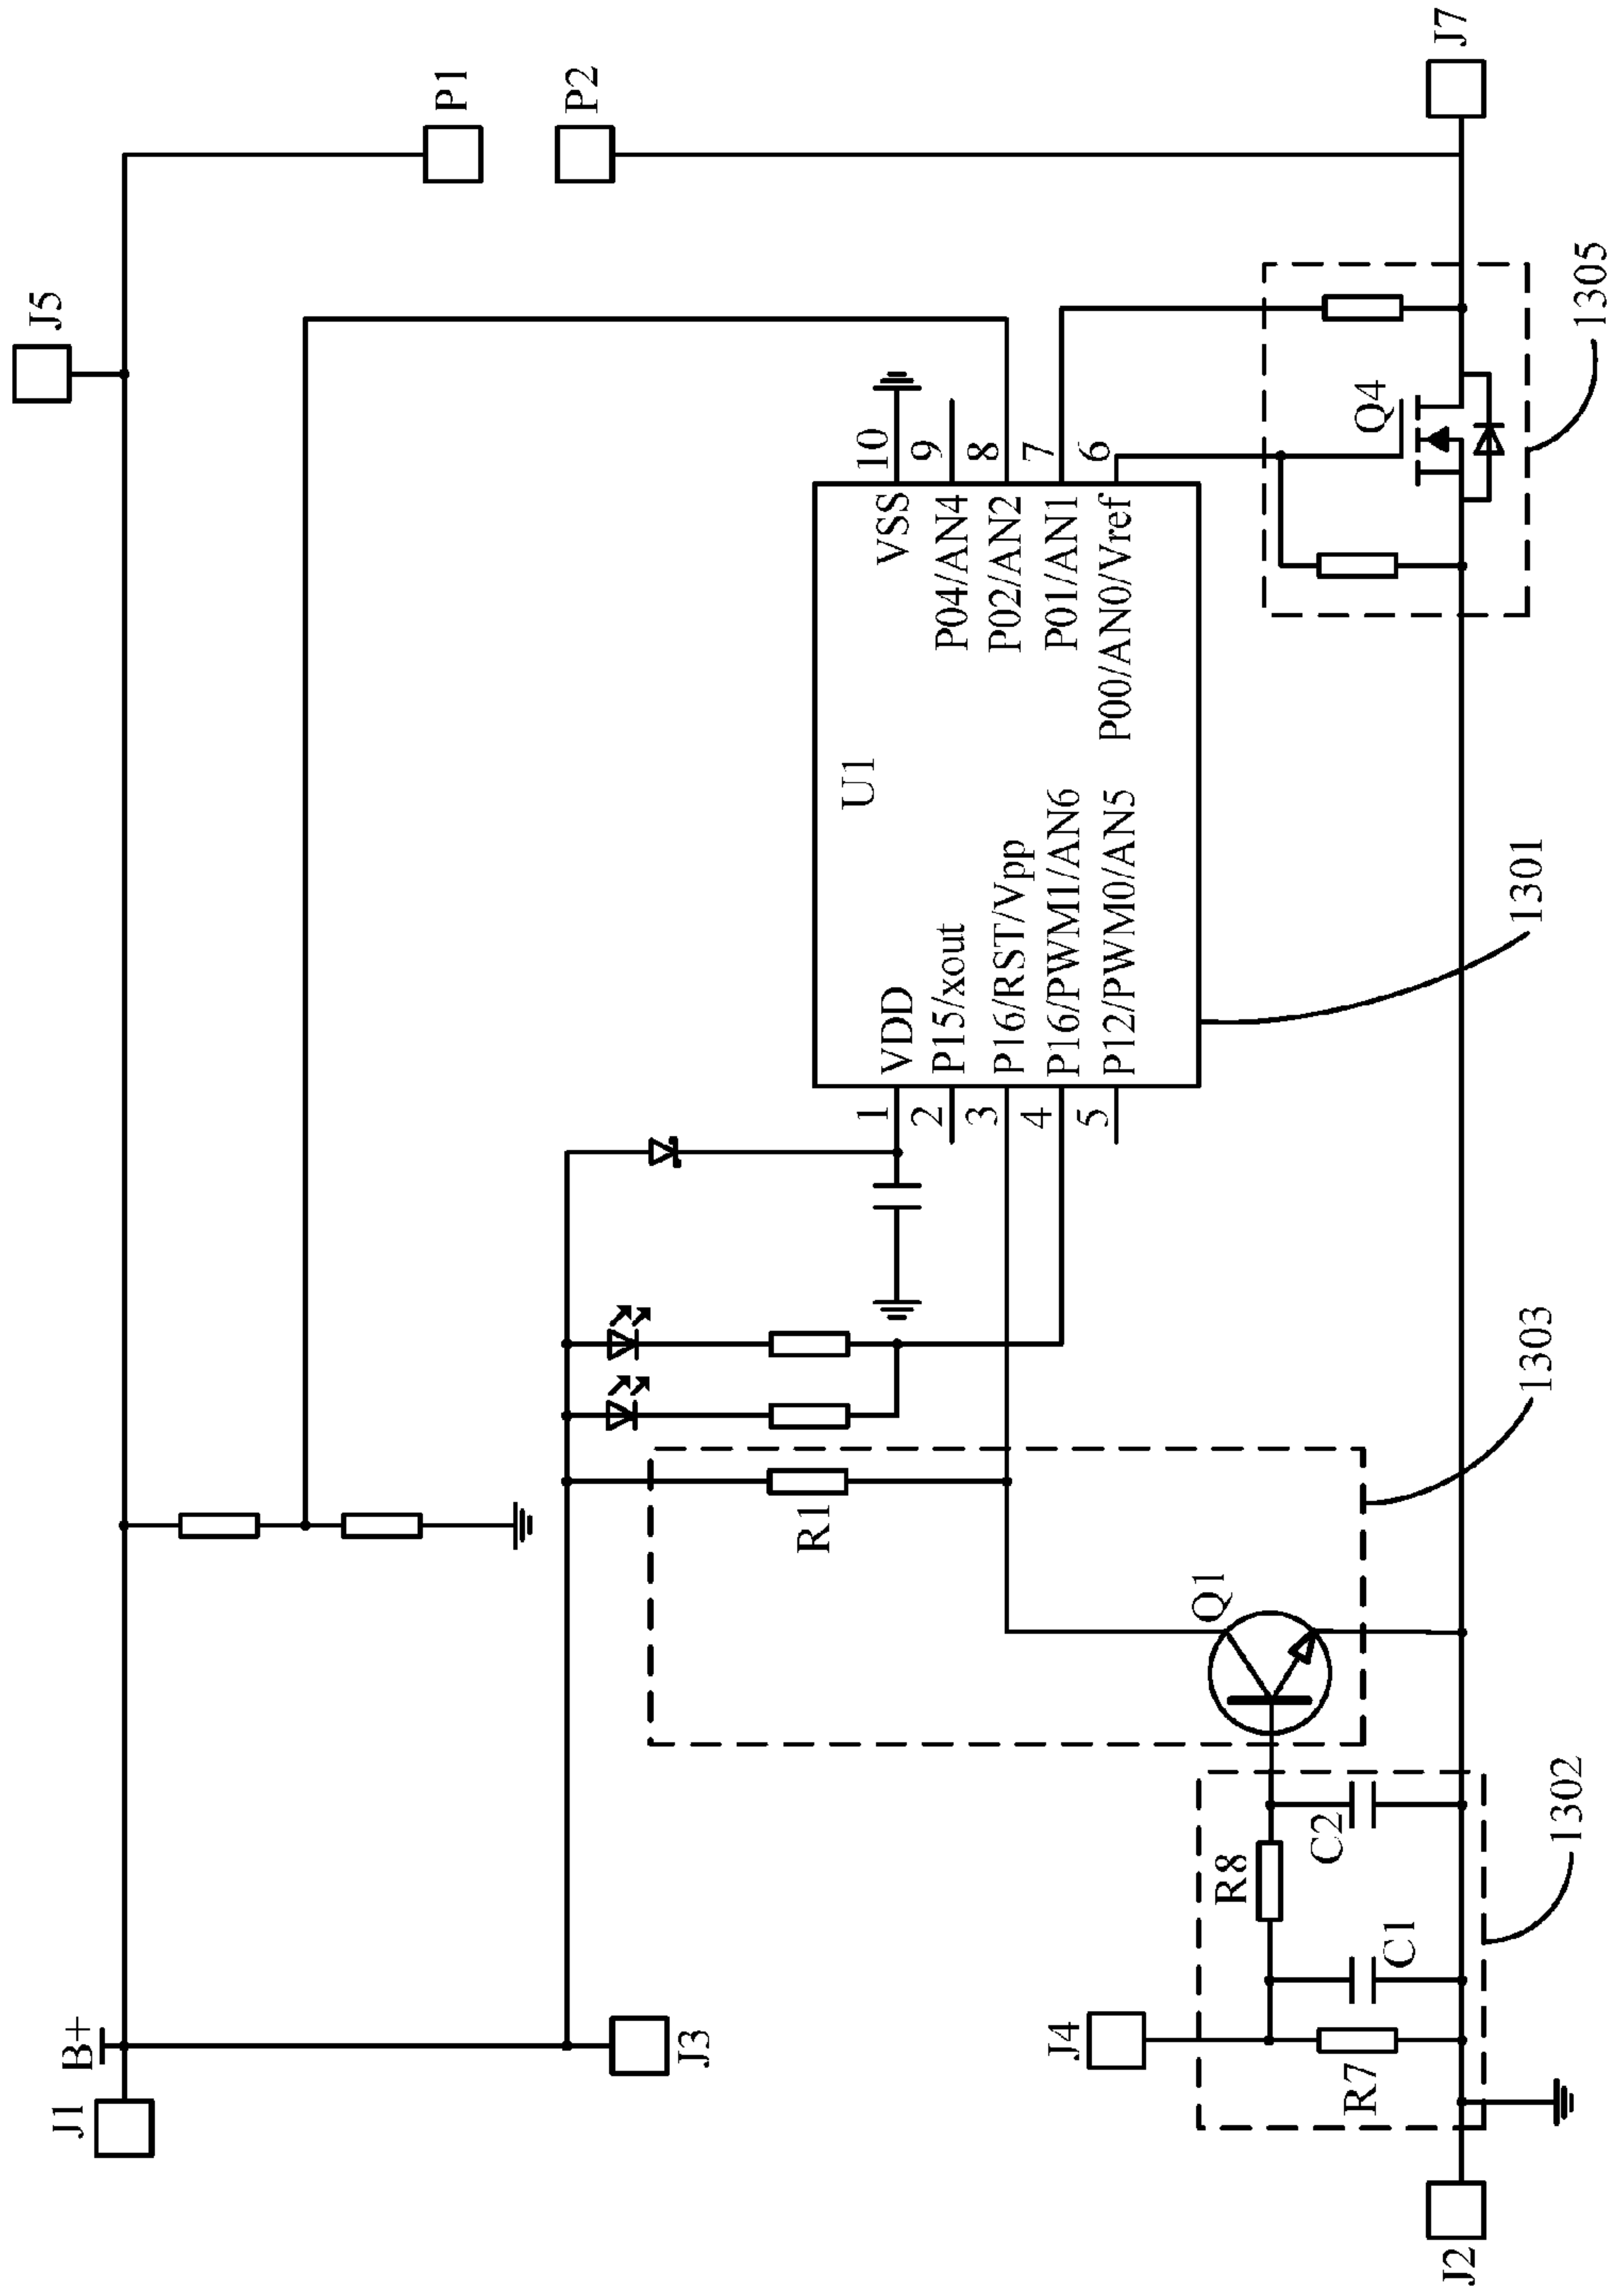 J5
P1
P2
J7
B+
J1
J3
J4
J2
U1
VDD
P15/xout
P16/RST/Vpp
P16/PWM1/AN6
P12/PWM0/AN5
1
2
3
4
5
VSS
P04/AN4
P02/AN2
P01/AN1
P00/AN0/Vref
10
9
8
7
6
R1
Q1
Q4
R8
C2
C1
R7
1302
1303
1301
1305